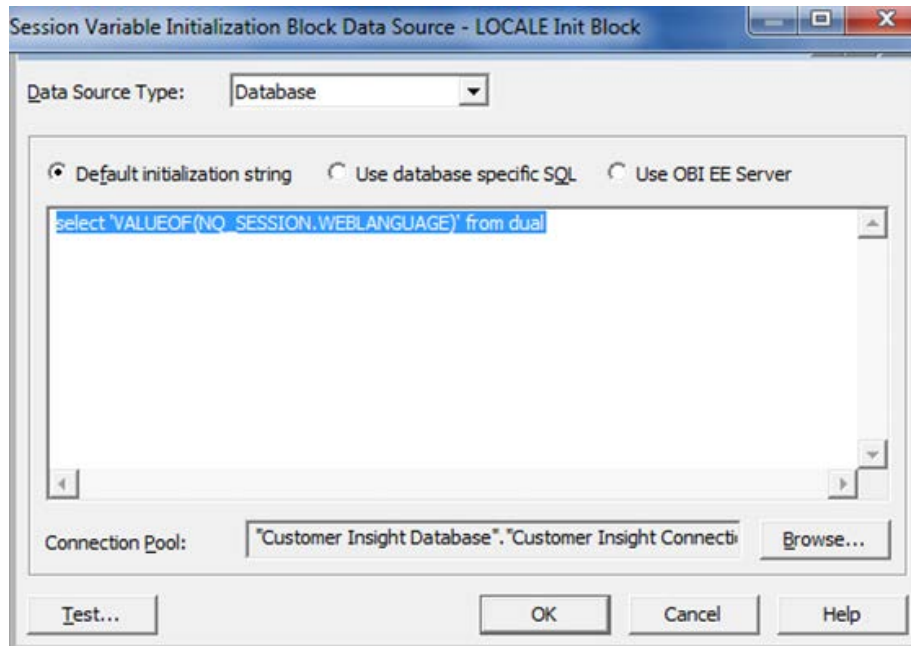 Session Variable Initialization Block Data Source - LOCALE Init Block
Data Source Type: Database
Default initialization string Use database specific SQL Use OBI EE Server
select 'VALUEOF(NQ_SESSION.WEBLANGUAGE)' from dual
Connection Pool: "Customer Insight Database"."Customer Insight Connecti Browse...
Test... OK Cancel Help